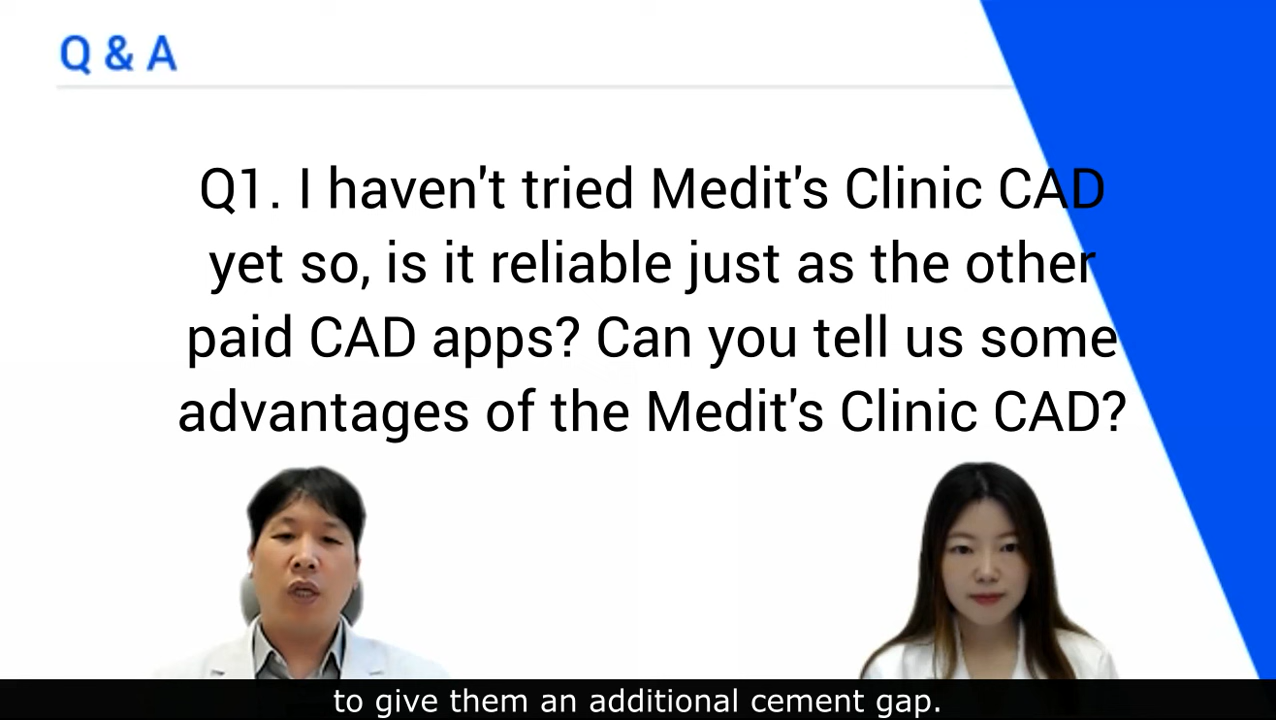 Q & A
Q1. I haven't tried Medit's Clinic CAD
yet so, is it reliable just as the other
paid CAD apps? Can you tell us some
advantages of the Medit's Clinic CAD?
to give them an additional cement gap.